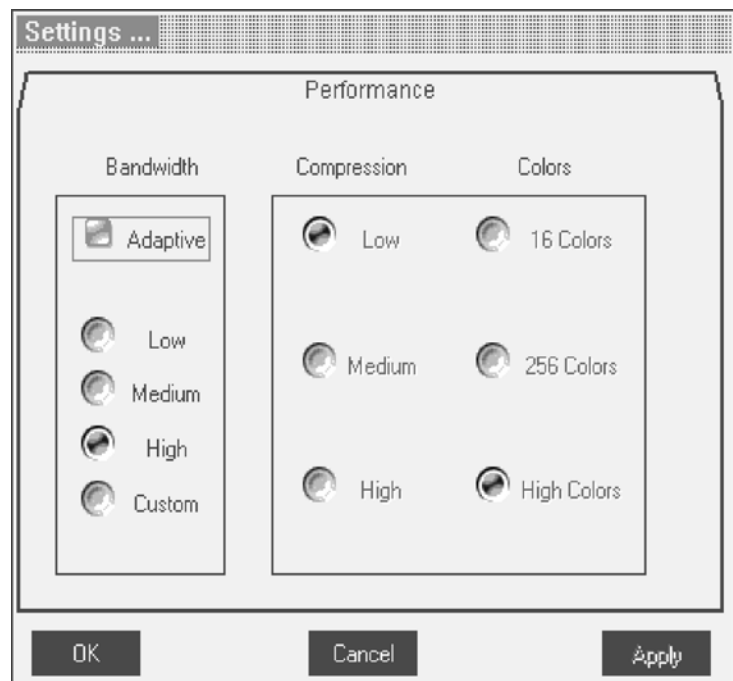 Settings ...
Performance
Bandwidth
Compression
Colors
Adaptive
Low
Medium
High
Custom
Low
Medium
High
16 Colors
256 Colors
High Colors
OK
Cancel
Apply